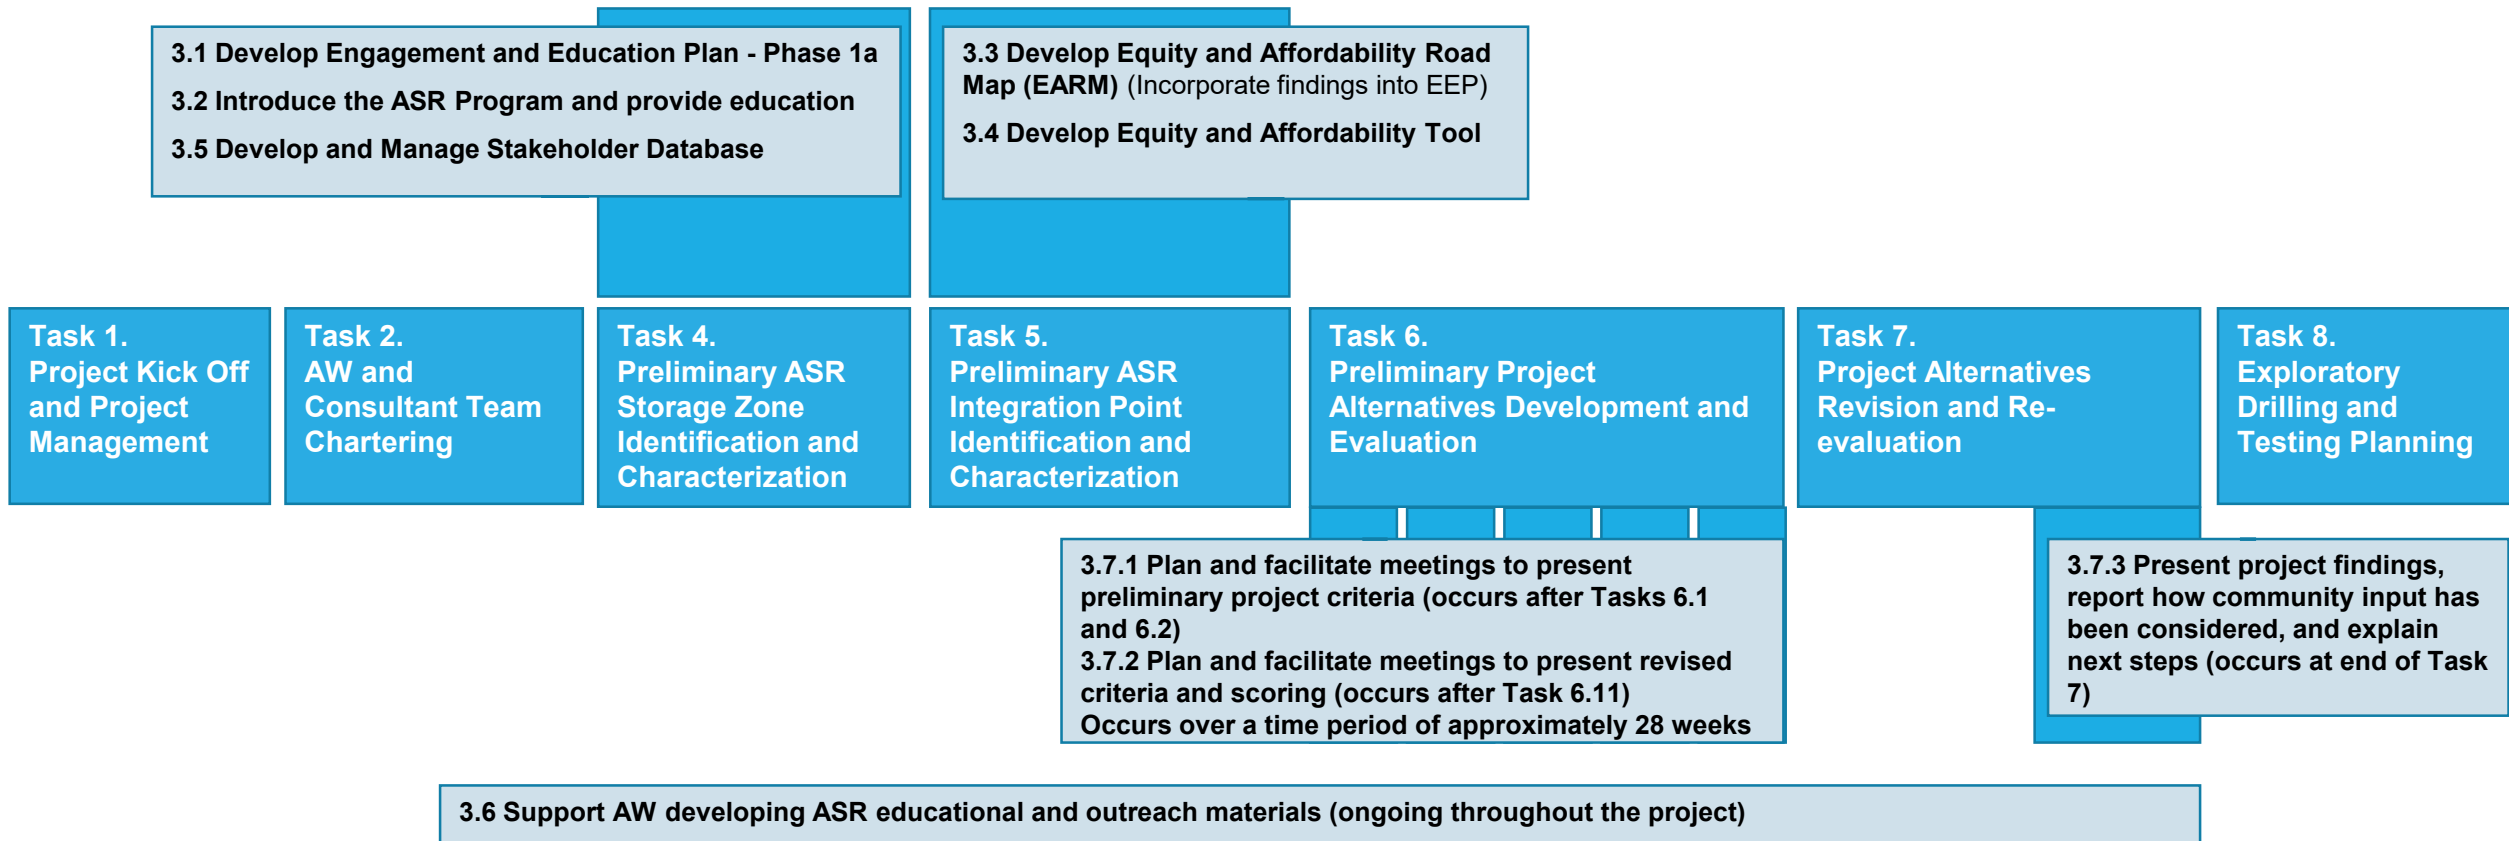 3.1 Develop Engagement and Education Plan - Phase 1a
3.2 Introduce the ASR Program and provide education
3.5 Develop and Manage Stakeholder Database
3.3 Develop Equity and Affordability Road
Map (EARM) (Incorporate findings into EEP)
3.4 Develop Equity and Affordability Tool
Task 1.
Project Kick Off
and Project
Management
Task 2.
AW and
Consultant Team
Chartering
Task 4.
Preliminary ASR
Storage Zone
Identification and
Characterization
Task 5.
Preliminary ASR
Integration Point
Identification and
Characterization
Task 6.
Preliminary Project
Alternatives Development and
Evaluation
Task 7.
Project Alternatives
Revision and Re-
evaluation
Task 8.
Exploratory
Drilling and
Testing Planning
3.7.1 Plan and facilitate meetings to present
preliminary project criteria (occurs after Tasks 6.1
and 6.2)
3.7.2 Plan and facilitate meetings to present revised
criteria and scoring (occurs after Task 6.11)
Occurs over a time period of approximately 28 weeks
3.7.3 Present project findings,
report how community input has
been considered, and explain
next steps (occurs at end of Task
7)
3.6 Support AW developing ASR educational and outreach materials (ongoing throughout the project)